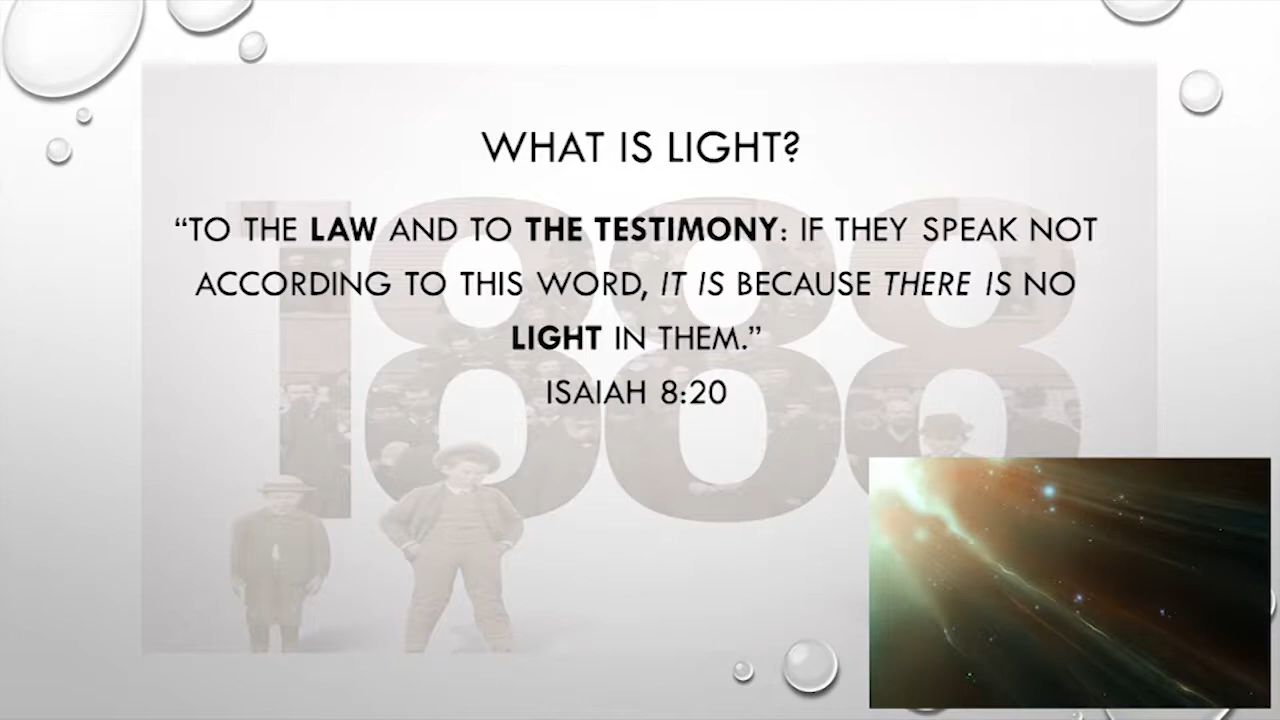 WHAT IS LIGHT?
“TO THE LAW AND TO THE TESTIMONY: IF THEY SPEAK NOT
ACCORDING TO THIS WORD, IT IS BECAUSE THERE IS NO
LIGHT IN THEM.”
ISAIAH 8:20
1888